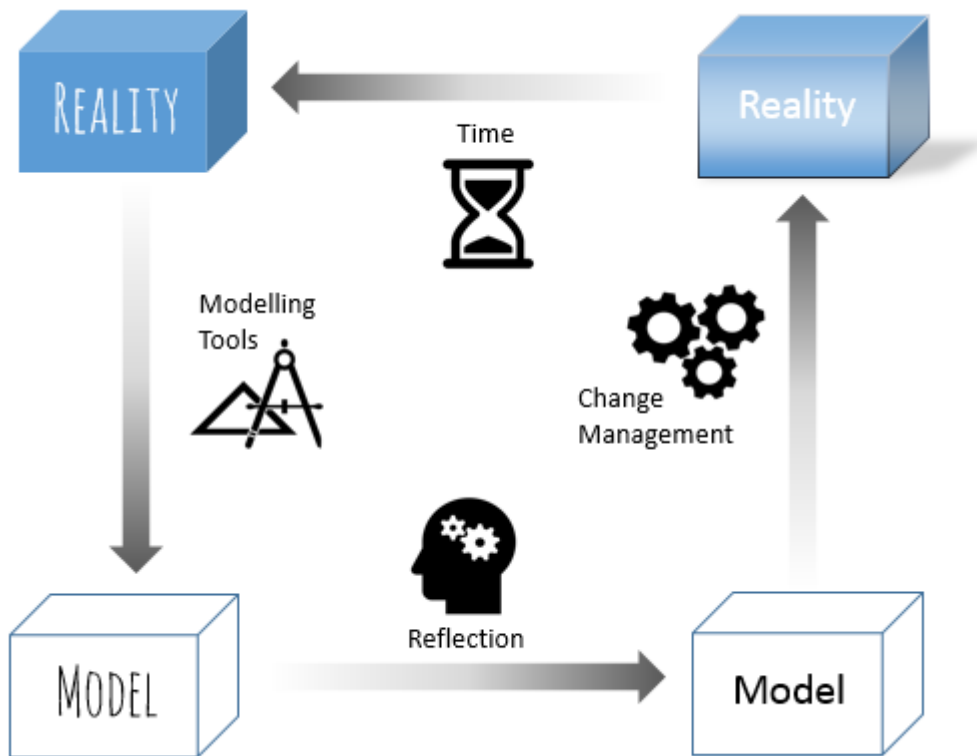 REALITY
Reality
Time
Modelling
Tools
Change
Management
Reflection
MODEL
Model